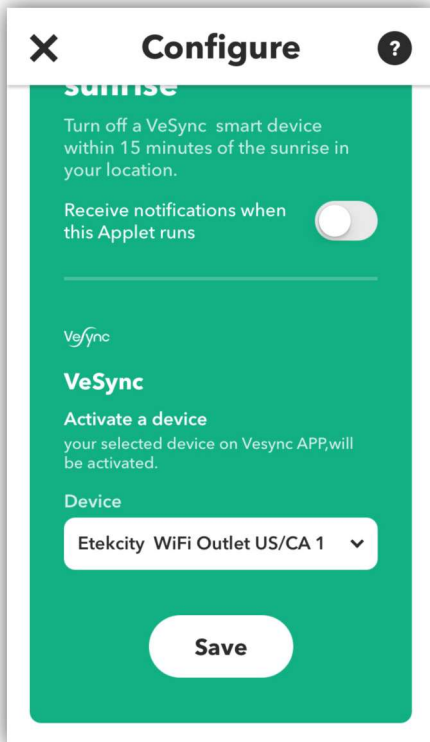 Configure
?
sunrise
Turn off a VeSync smart device
within 15 minutes of the sunrise in
your location.
Receive notifications when
this Applet runs
VeSync
VeSync
Activate a device
your selected device on Vesync APP,will
be activated.
Device
Etekcity WiFi Outlet US/CA 1
Save